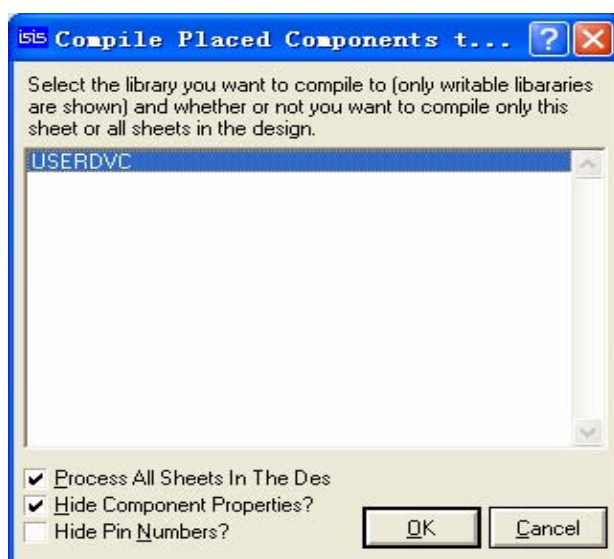 isis Compile Placed Components t...
Select the library you want to compile to (only writable libararies
are shown) and whether or not you want to compile only this
sheet or all sheets in the design.
USERDVC
Process All Sheets In The Des
Hide Component Properties?
Hide Pin Numbers?
OK
Cancel